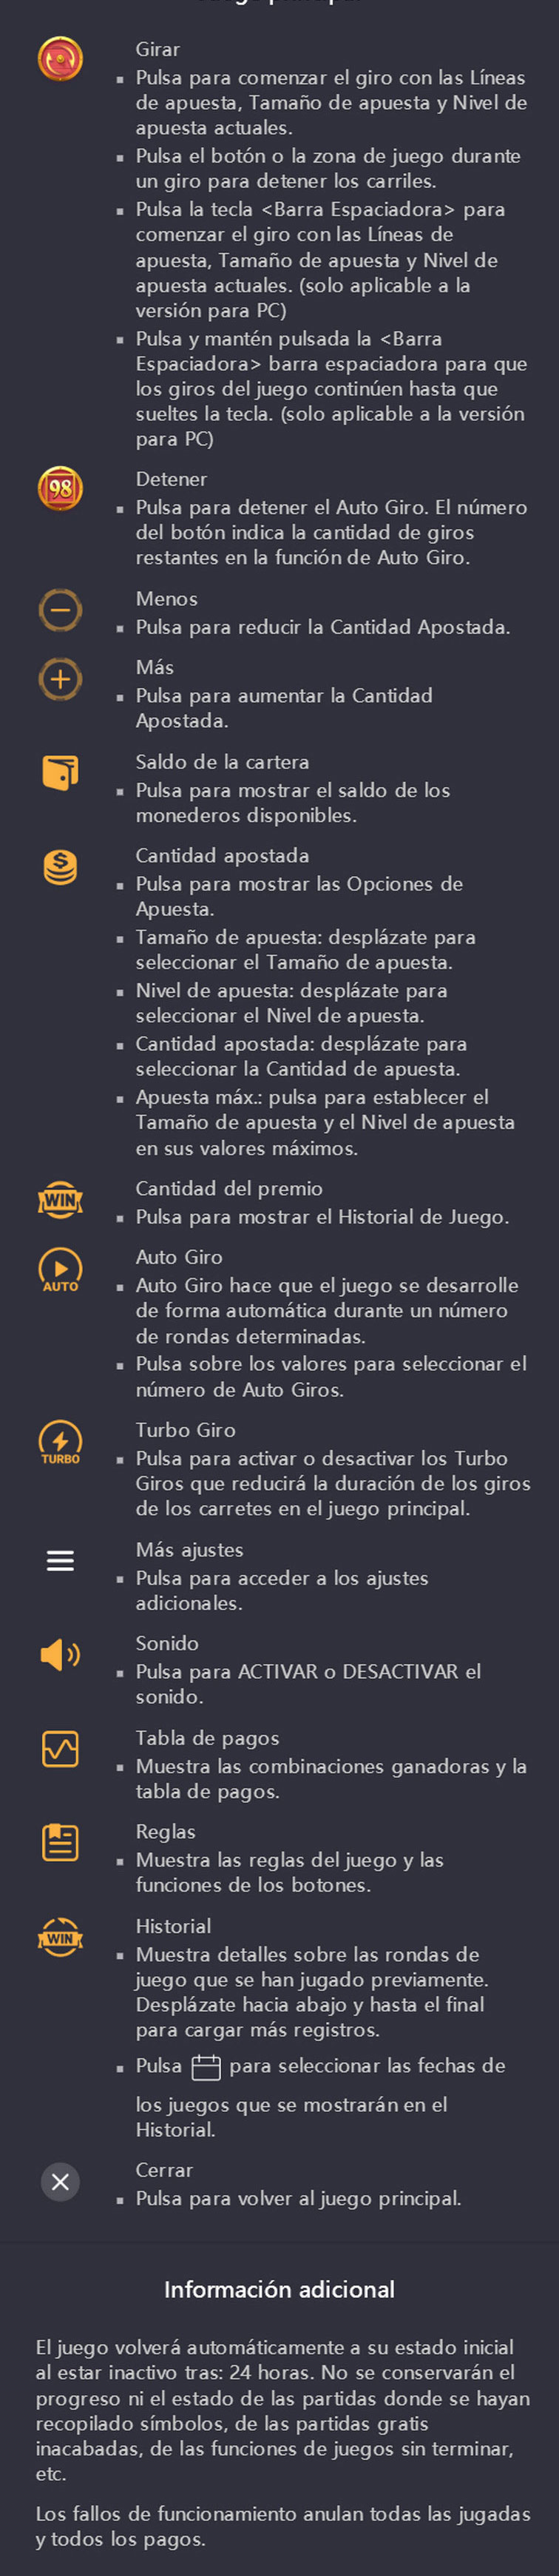 Juego principal
Girar
▪ Pulsa para comenzar el giro con las Líneas
de apuesta, Tamaño de apuesta y Nivel de
apuesta actuales.
▪ Pulsa el botón o la zona de juego durante
un giro para detener los carriles.
▪ Pulsa la tecla <Barra Espaciadora> para
comenzar el giro con las Líneas de
apuesta, Tamaño de apuesta y Nivel de
apuesta actuales. (solo aplicable a la
versión para PC)
▪ Pulsa y mantén pulsada la <Barra
Espaciadora> barra espaciadora para que
los giros del juego continúen hasta que
sueltes la tecla. (solo aplicable a la versión
para PC)
98
Detener
▪ Pulsa para detener el Auto Giro. El número
del botón indica la cantidad de giros
restantes en la función de Auto Giro.
Menos
▪ Pulsa para reducir la Cantidad Apostada.
Más
▪ Pulsa para aumentar la Cantidad
Apostada.
Saldo de la cartera
▪ Pulsa para mostrar el saldo de los
monederos disponibles.
$
Cantidad apostada
▪ Pulsa para mostrar las Opciones de
Apuesta.
▪ Tamaño de apuesta: desplázate para
seleccionar el Tamaño de apuesta.
▪ Nivel de apuesta: desplázate para
seleccionar el Nivel de apuesta.
▪ Cantidad apostada: desplázate para
seleccionar la Cantidad de apuesta.
▪ Apuesta máx.: pulsa para establecer el
Tamaño de apuesta y el Nivel de apuesta
en sus valores máximos.
WIN
Cantidad del premio
▪ Pulsa para mostrar el Historial de Juego.
AUTO
Auto Giro
▪ Auto Giro hace que el juego se desarrolle
de forma automática durante un número
de rondas determinadas.
▪ Pulsa sobre los valores para seleccionar el
número de Auto Giros.
TURBO
Turbo Giro
▪ Pulsa para activar o desactivar los Turbo
Giros que reducirá la duración de los giros
de los carretes en el juego principal.
Más ajustes
▪ Pulsa para acceder a los ajustes
adicionales.
Sonido
▪ Pulsa para ACTIVAR o DESACTIVAR el
sonido.
Tabla de pagos
▪ Muestra las combinaciones ganadoras y la
tabla de pagos.
Reglas
▪ Muestra las reglas del juego y las
funciones de los botones.
WIN
Historial
▪ Muestra detalles sobre las rondas de
juego que se han jugado previamente.
Desplázate hacia abajo y hasta el final
para cargar más registros.
▪ Pulsa para seleccionar las fechas de
los juegos que se mostrarán en el
Historial.
Cerrar
▪ Pulsa para volver al juego principal.
Información adicional
El juego volverá automáticamente a su estado inicial
al estar inactivo tras: 24 horas. No se conservarán el
progreso ni el estado de las partidas donde se hayan
recopilado símbolos, de las partidas gratis
inacabadas, de las funciones de juegos sin terminar,
etc.
Los fallos de funcionamiento anulan todas las jugadas
y todos los pagos.